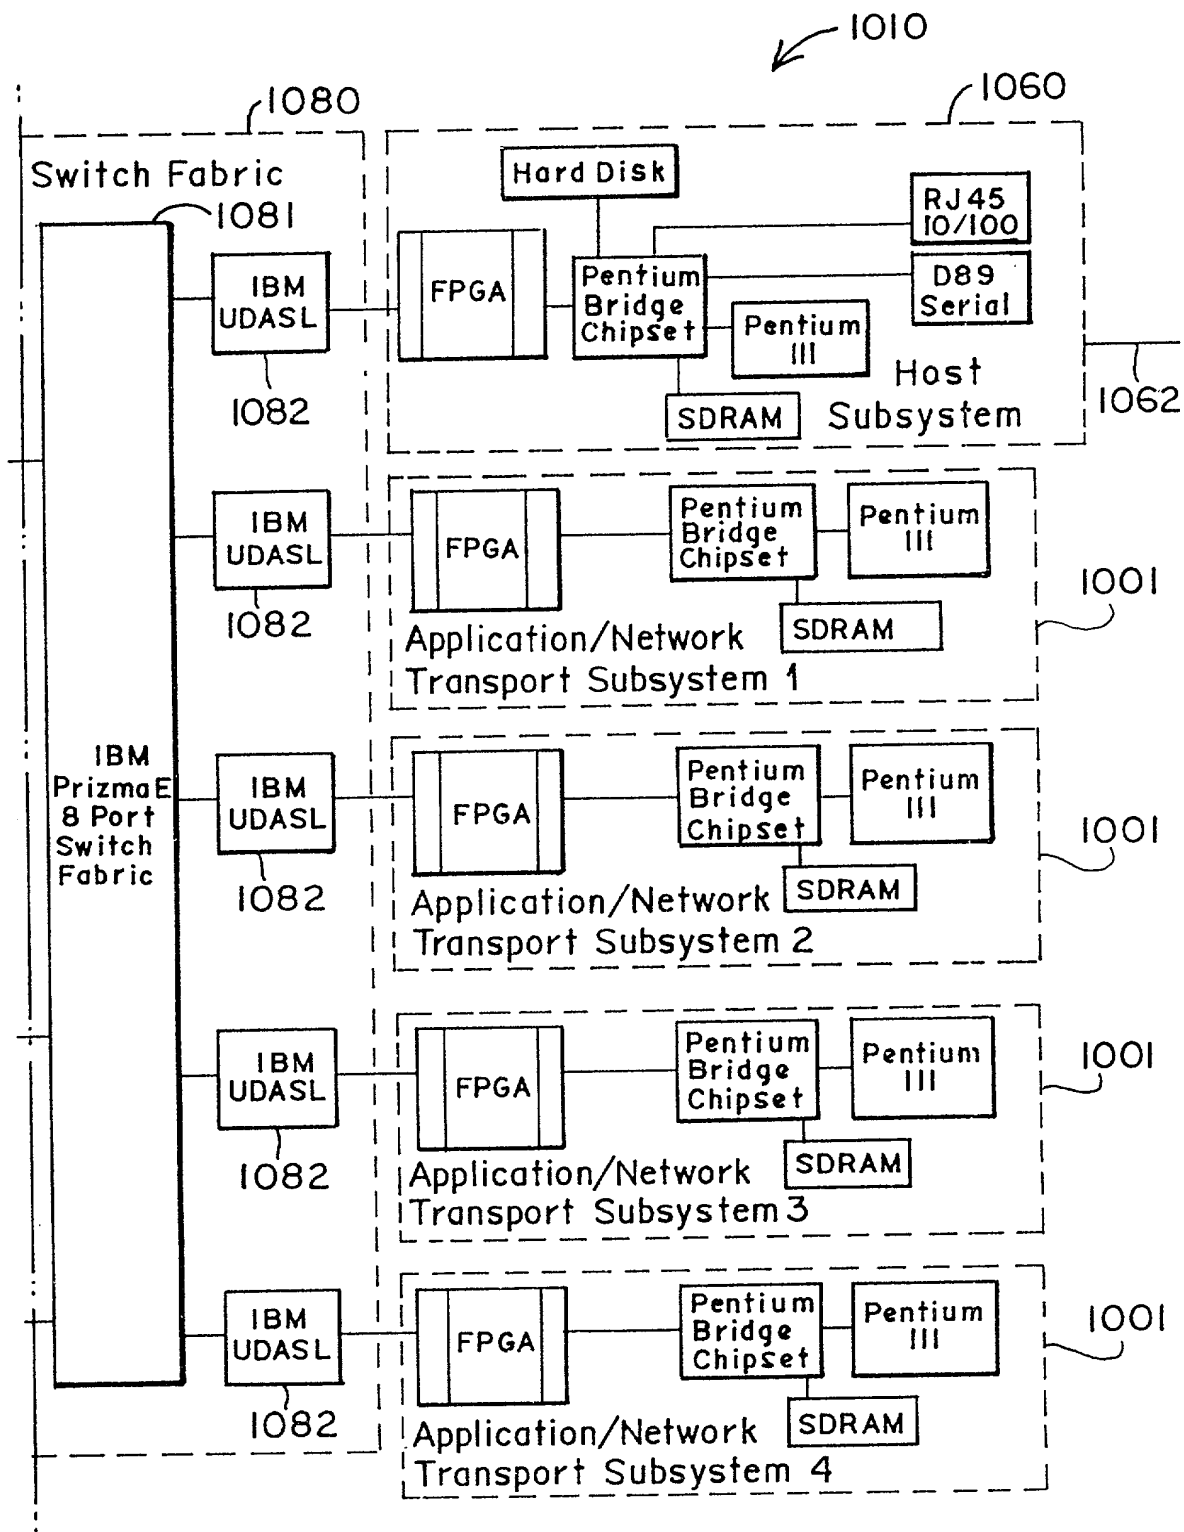 1010
1080
1060
Switch Fabric
1081
Hard Disk
RJ45
10/100
IBM
UDASL
FPGA
Pentium
Bridge
Chipset
D89
Serial
Pentium
III
1082
SDRAM
Host
Subsystem
1062
IBM
UDASL
FPGA
Pentium
Bridge
Chipset
Pentium
III
1001
1082
SDRAM
Application/Network
Transport Subsystem 1
IBM
PrizmaE
8 Port
Switch
Fabric
IBM
UDASL
FPGA
Pentium
Bridge
Chipset
Pentium
III
1001
1082
SDRAM
Application/Network
Transport Subsystem 2
IBM
UDASL
FPGA
Pentium
Bridge
Chipset
Pentium
III
1001
1082
SDRAM
Application/Network
Transport Subsystem 3
IBM
UDASL
FPGA
Pentium
Bridge
Chipset
Pentium
III
1001
1082
SDRAM
Application/Network
Transport Subsystem 4